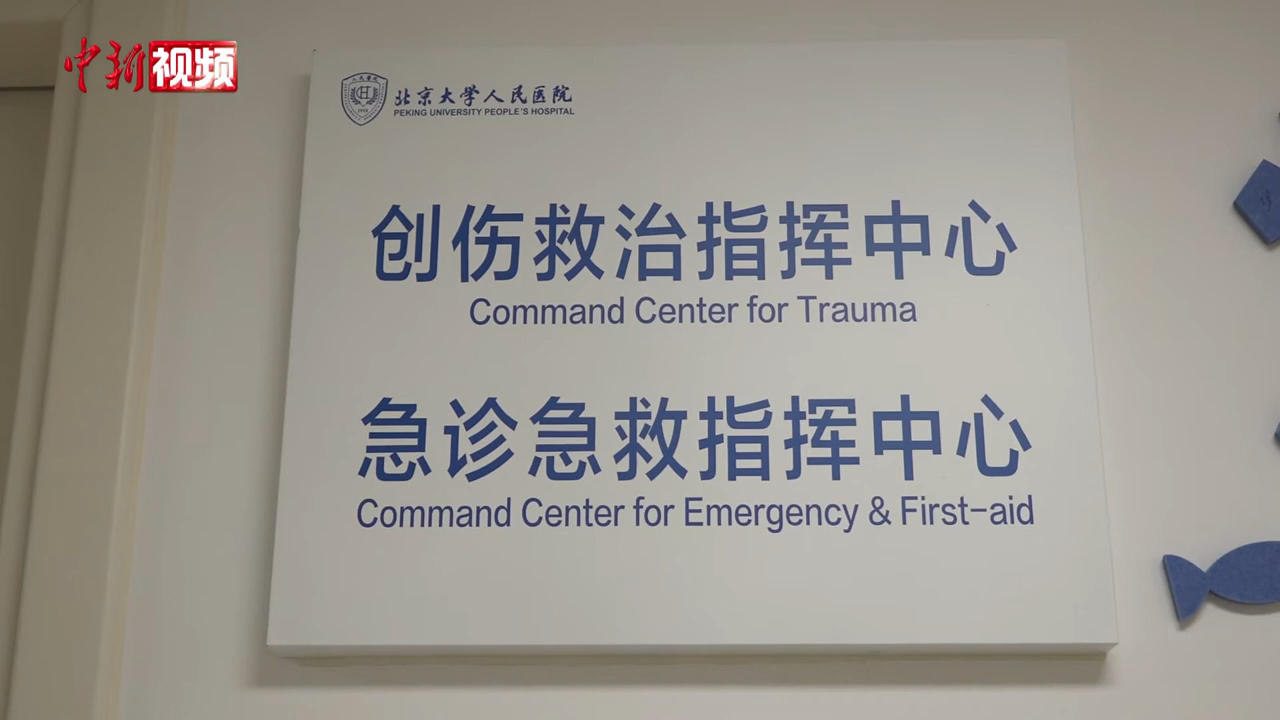 中新视频
北京大学人民医院
PEKING UNIVERSITY PEOPLE'S HOSPITAL
创伤救治指挥中心
Command Center for Trauma
急诊急救指挥中心
Command Center for Emergency & First-aid